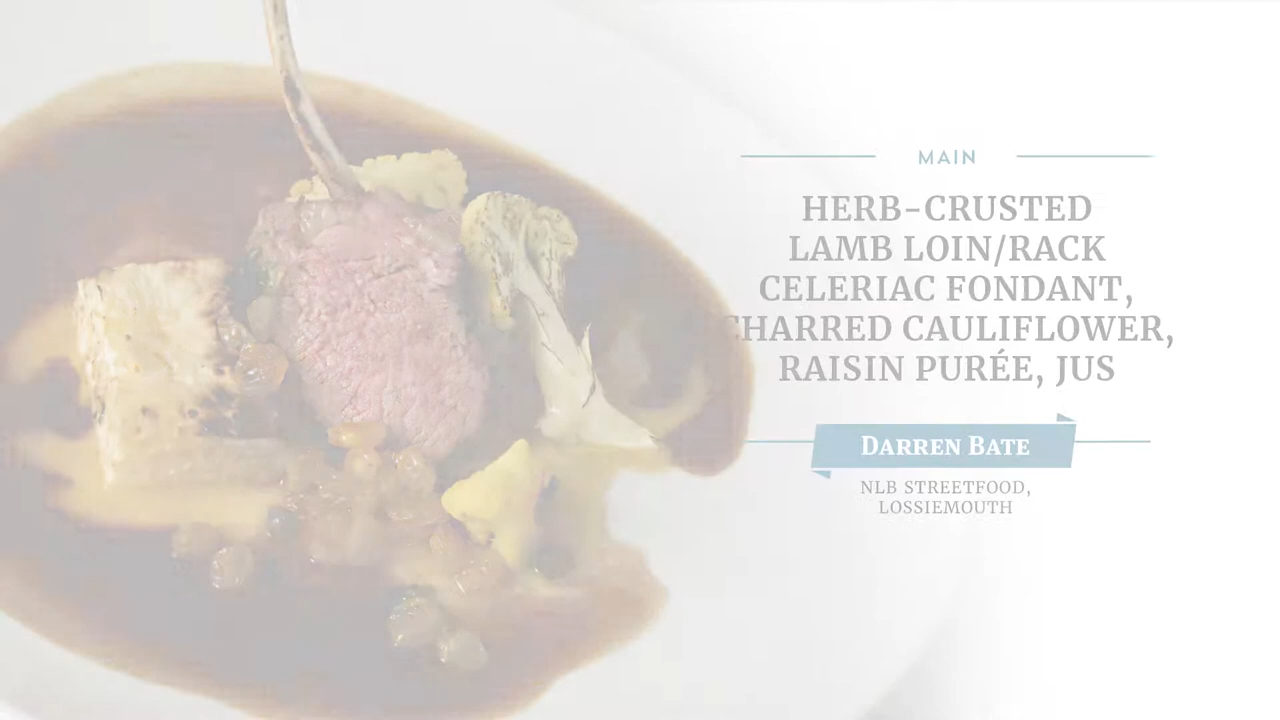 MAIN
HERB-CRUSTED
LAMB LOIN/RACK
CELERIAC FONDANT,
CHARRED CAULIFLOWER,
RAISIN PURÉE, JUS
DARREN BATE
NLB STREETFOOD,
LOSSIEMOUTH